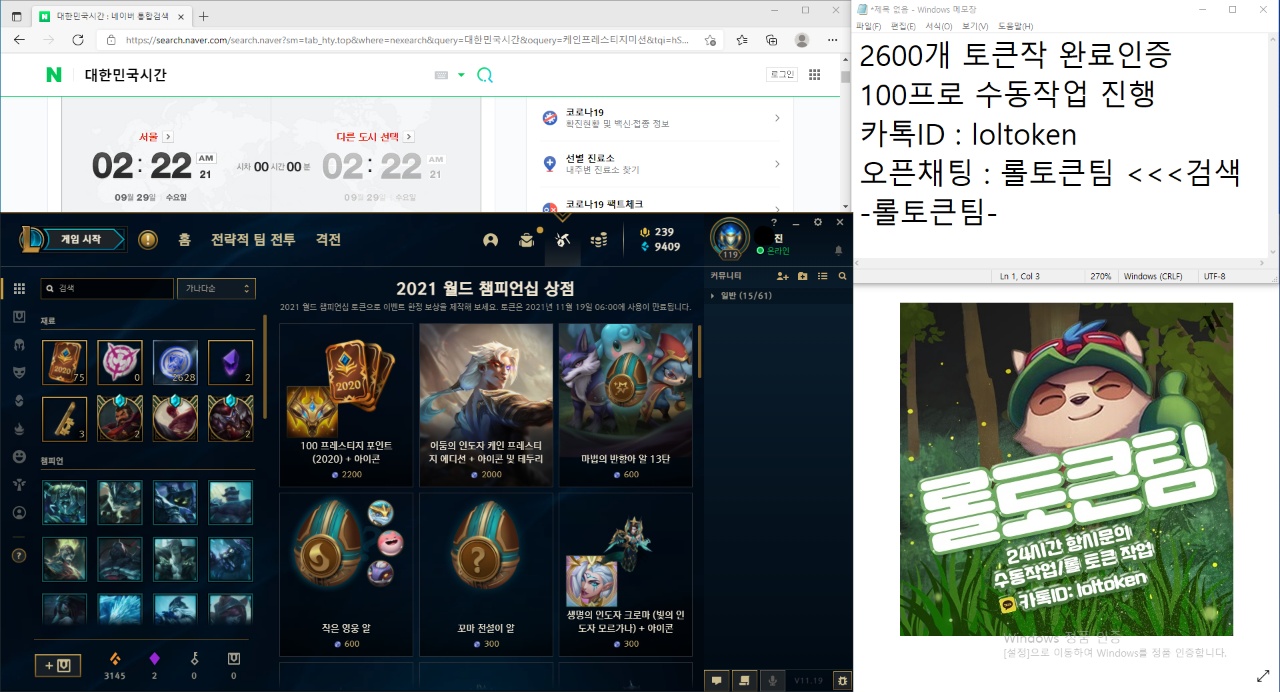 대한민국시간 : 네이버 통합검색
https://search.naver.com/search.naver?sm=tab_hty.top&where=nexearch&query=대한민국시간&oquery=케인프레스티지미션&tqi=hS...
대한민국시간
로그인
서울
02:22 AM 21
09월 29일 수요일
시차 00 시간 00 분
다른 도시 선택
02:22 AM 21
09월 29일 수요일
코로나19
확진현황 및 백신·접종 정보
선별 진료소
내주변 진료소 찾기
코로나19 팩트체크
*제목 없음 - Windows 메모장
파일(F) 편집(E) 서식(O) 보기(V) 도움말(H)
2600개 토큰작 완료인증
100프로 수동작업 진행
카톡ID : loltoken
오픈채팅 : 롤토큰팀 <<<검색
-롤토큰팀-
Ln 1, Col 3 270% Windows (CRLF) UTF-8
게임 시작
홈 전략적 팀 전투 격전
239
9409
119
진
온라인
커뮤니티
일반 (15/61)
검색
가나다순
재료
75
0
2628
2
3
2
2
2
챔피언
3145
2
0
0
2021 월드 챔피언십 상점
2021 월드 챔피언십 토큰으로 이벤트 한정 보상을 제작해 보세요. 토큰은 2021년 11월 19일 06:00에 사용이 만료됩니다.
2020
100 프레스티지 포인트
(2020) + 아이콘
2200
어둠의 인도자 케인 프레스티
지 에디션 + 아이콘 및 테두리
2000
마법의 반항아 알 13탄
600
작은 영웅 알
600
꼬마 전설이 알
300
생명의 인도자 크로마 (빛의 인
도자 모르가나) + 아이콘
300
V11.19
롤토큰팀
24시간 항시문의
수동작업/롤 토큰 작업
카톡ID: loltoken
Windows 정품 인증
[설정]으로 이동하여 Windows를 정품 인증합니다.